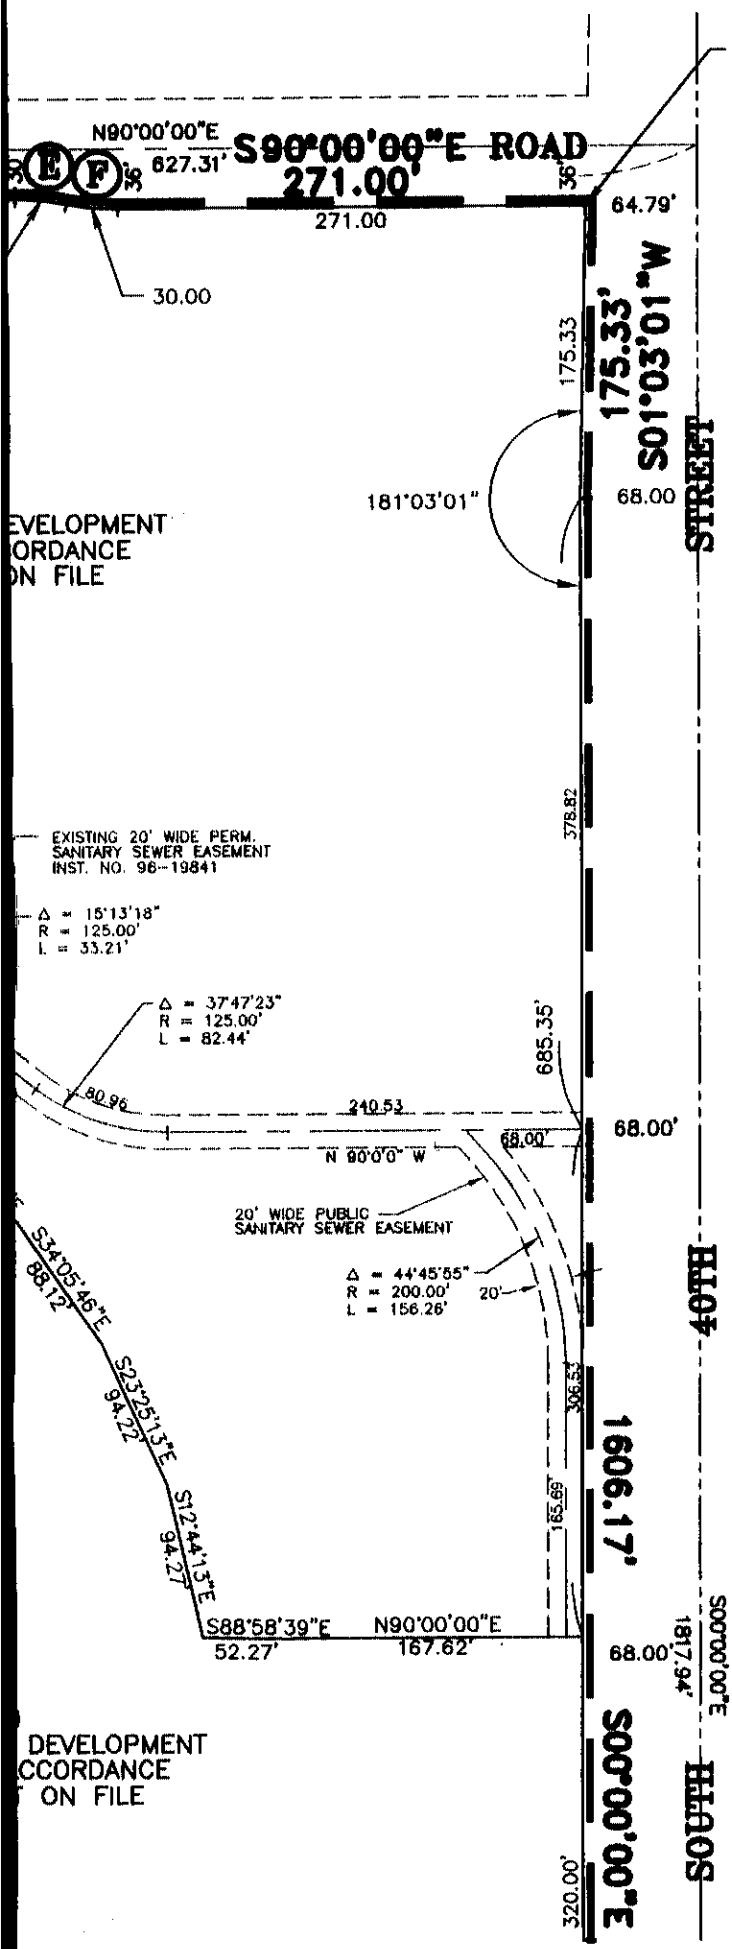 N90°00'00"E
S90°00'00"E ROAD
627.31'
271.00'
E
F
30'
36'
36'
271.00
64.79'
30.00
175.33'
S01°03'01"W
175.33
181°03'01"
68.00
STREET
EVELOPMENT
ORDANCE
ON FILE
378.82
EXISTING 20' WIDE PERM.
SANITARY SEWER EASEMENT
INST. NO. 96-19841
Δ = 15°13'18"
R = 125.00'
L = 33.21'
Δ = 37°47'23"
R = 125.00'
L = 82.44'
685.35'
80.96
240.53
68.00'
68.00'
N 90°0'0" W
20' WIDE PUBLIC
SANITARY SEWER EASEMENT
Δ = 44°45'55"
R = 200.00'
L = 156.26'
20'
40TH
S34°05'46"E
88.12'
S23°25'13"E
94.22'
306.53
1606.17'
165.69'
S12°44'13"E
94.27'
S88°58'39"E
52.27'
N90°00'00"E
167.62'
68.00'
S00°00'00"E
1817.94'
DEVELOPMENT
CCORDANCE
ON FILE
S00°00'00"E
SOUTH
320.00'